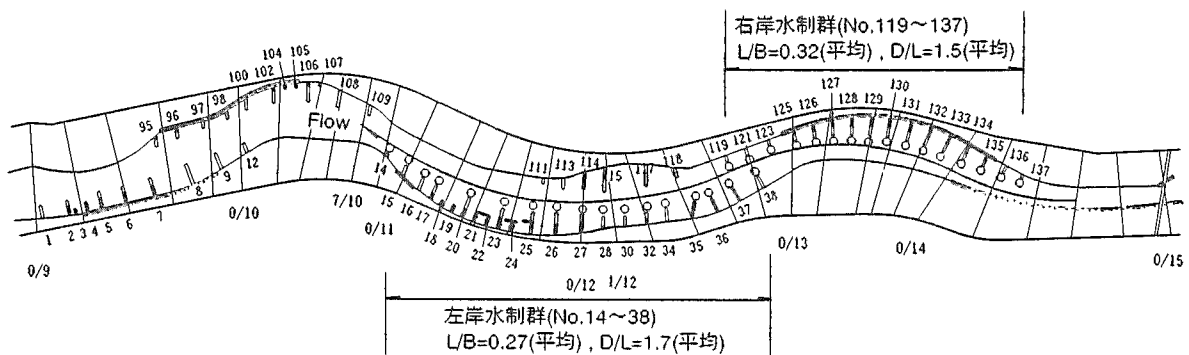 右岸水制群(No.119～137)
L/B=0.32(平均) , D/L=1.5(平均)
104 105
100 102 106 107
95 96 97 98 108 109
Flow
111 113 114 115 118
119 121 123 125 126 127 128 129 130 131 132 133 134 135 136 137
1 2 3 4 5 6 7 8 9 12
14 15 16 17 18 19 20 21 22 23 24 25 26 27 28 30 32 34 35 36 37 38
0/9 0/10 7/10 0/11 0/12 1/12 0/13 0/14 0/15
左岸水制群(No.14～38)
L/B=0.27(平均) , D/L=1.7(平均)